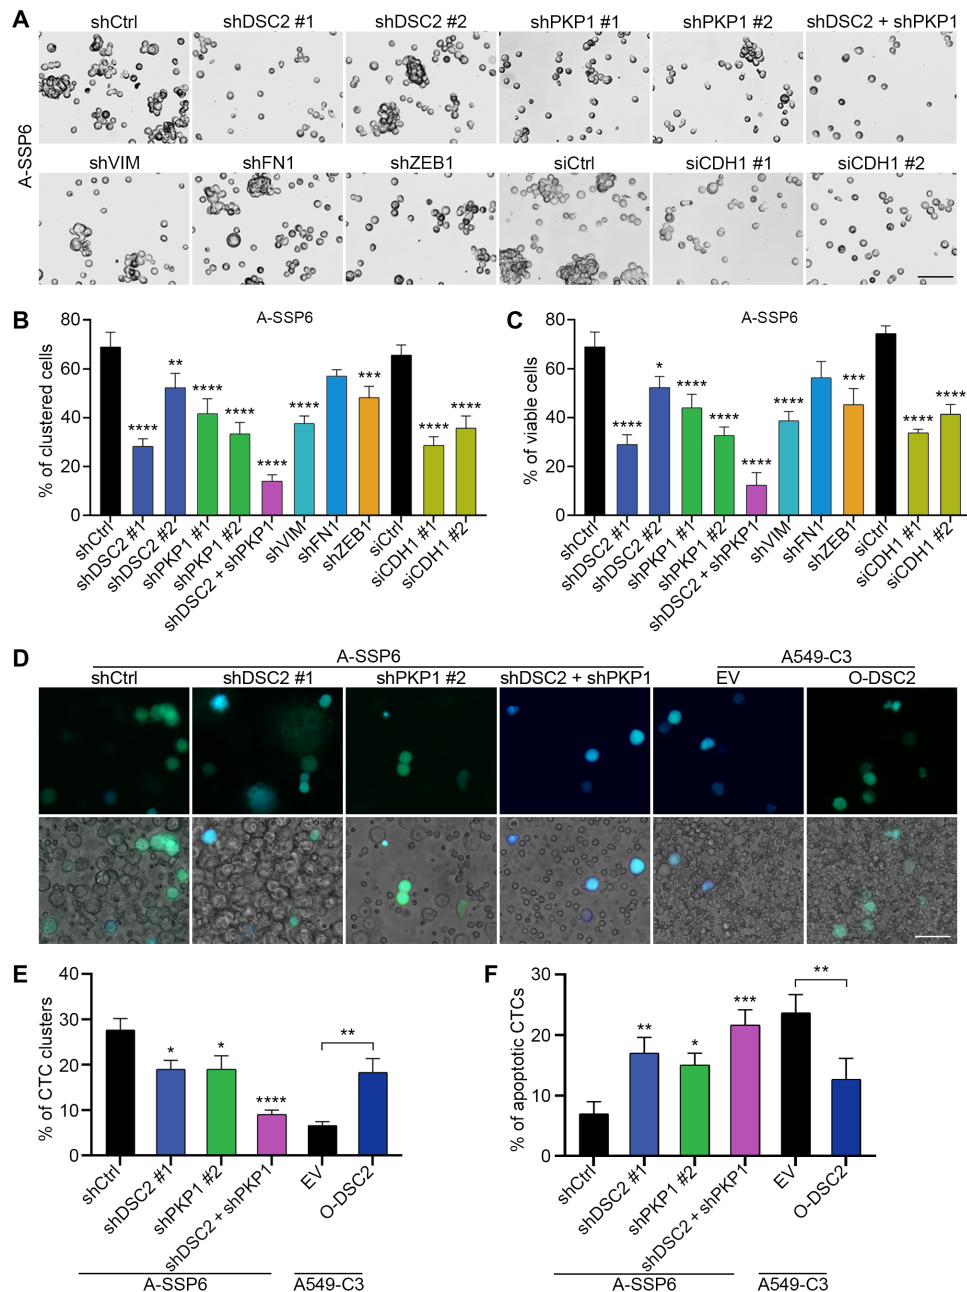 A
shCtrl shDSC2 #1 shDSC2 #2 shPKP1 #1 shPKP1 #2 shDSC2 + shPKP1
A-SSP6
shVIM shFN1 shZEB1 siCtrl siCDH1 #1 siCDH1 #2
B
A-SSP6
% of clustered cells
80
60
40
20
0
**** ** **** **** **** **** *** **** ****
shCtrl shDSC2 #1 shDSC2 #2 shPKP1 #1 shPKP1 #2 shDSC2 + shPKP1 shVIM shFN1 shZEB1 siCtrl siCDH1 #1 siCDH1 #2
C
A-SSP6
% of viable cells
80
60
40
20
0
**** * **** **** **** **** *** **** ****
shCtrl shDSC2 #1 shDSC2 #2 shPKP1 #1 shPKP1 #2 shDSC2 + shPKP1 shVIM shFN1 shZEB1 siCtrl siCDH1 #1 siCDH1 #2
D
A-SSP6 A549-C3
shCtrl shDSC2 #1 shPKP1 #2 shDSC2 + shPKP1 EV O-DSC2
E
% of CTC clusters
40
30
20
10
0
* * **** **
shCtrl shDSC2 #1 shPKP1 #2 shDSC2 + shPKP1 EV O-DSC2
A-SSP6 A549-C3
F
% of apoptotic CTCs
30
20
10
0
** * *** **
shCtrl shDSC2 #1 shPKP1 #2 shDSC2 + shPKP1 EV O-DSC2
A-SSP6 A549-C3